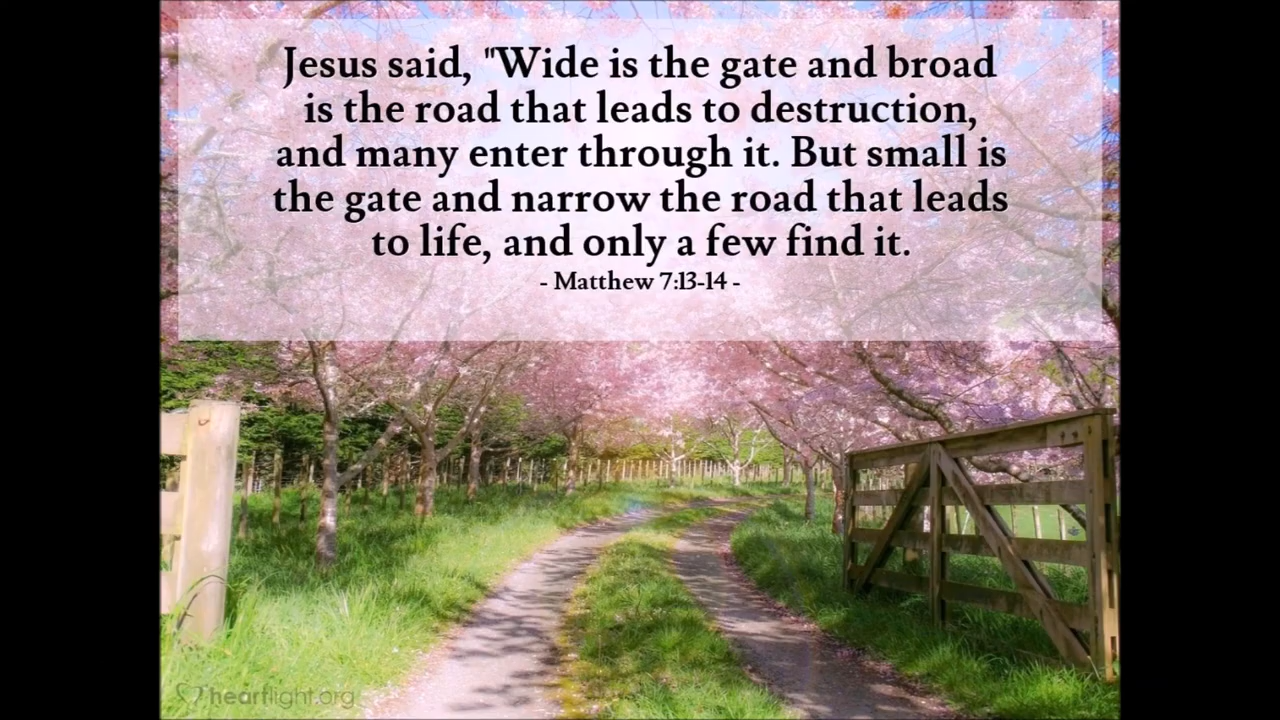 Jesus said, "Wide is the gate and broad
is the road that leads to destruction,
and many enter through it. But small is
the gate and narrow the road that leads
to life, and only a few find it.
- Matthew 7:13-14 -
heartlight.org